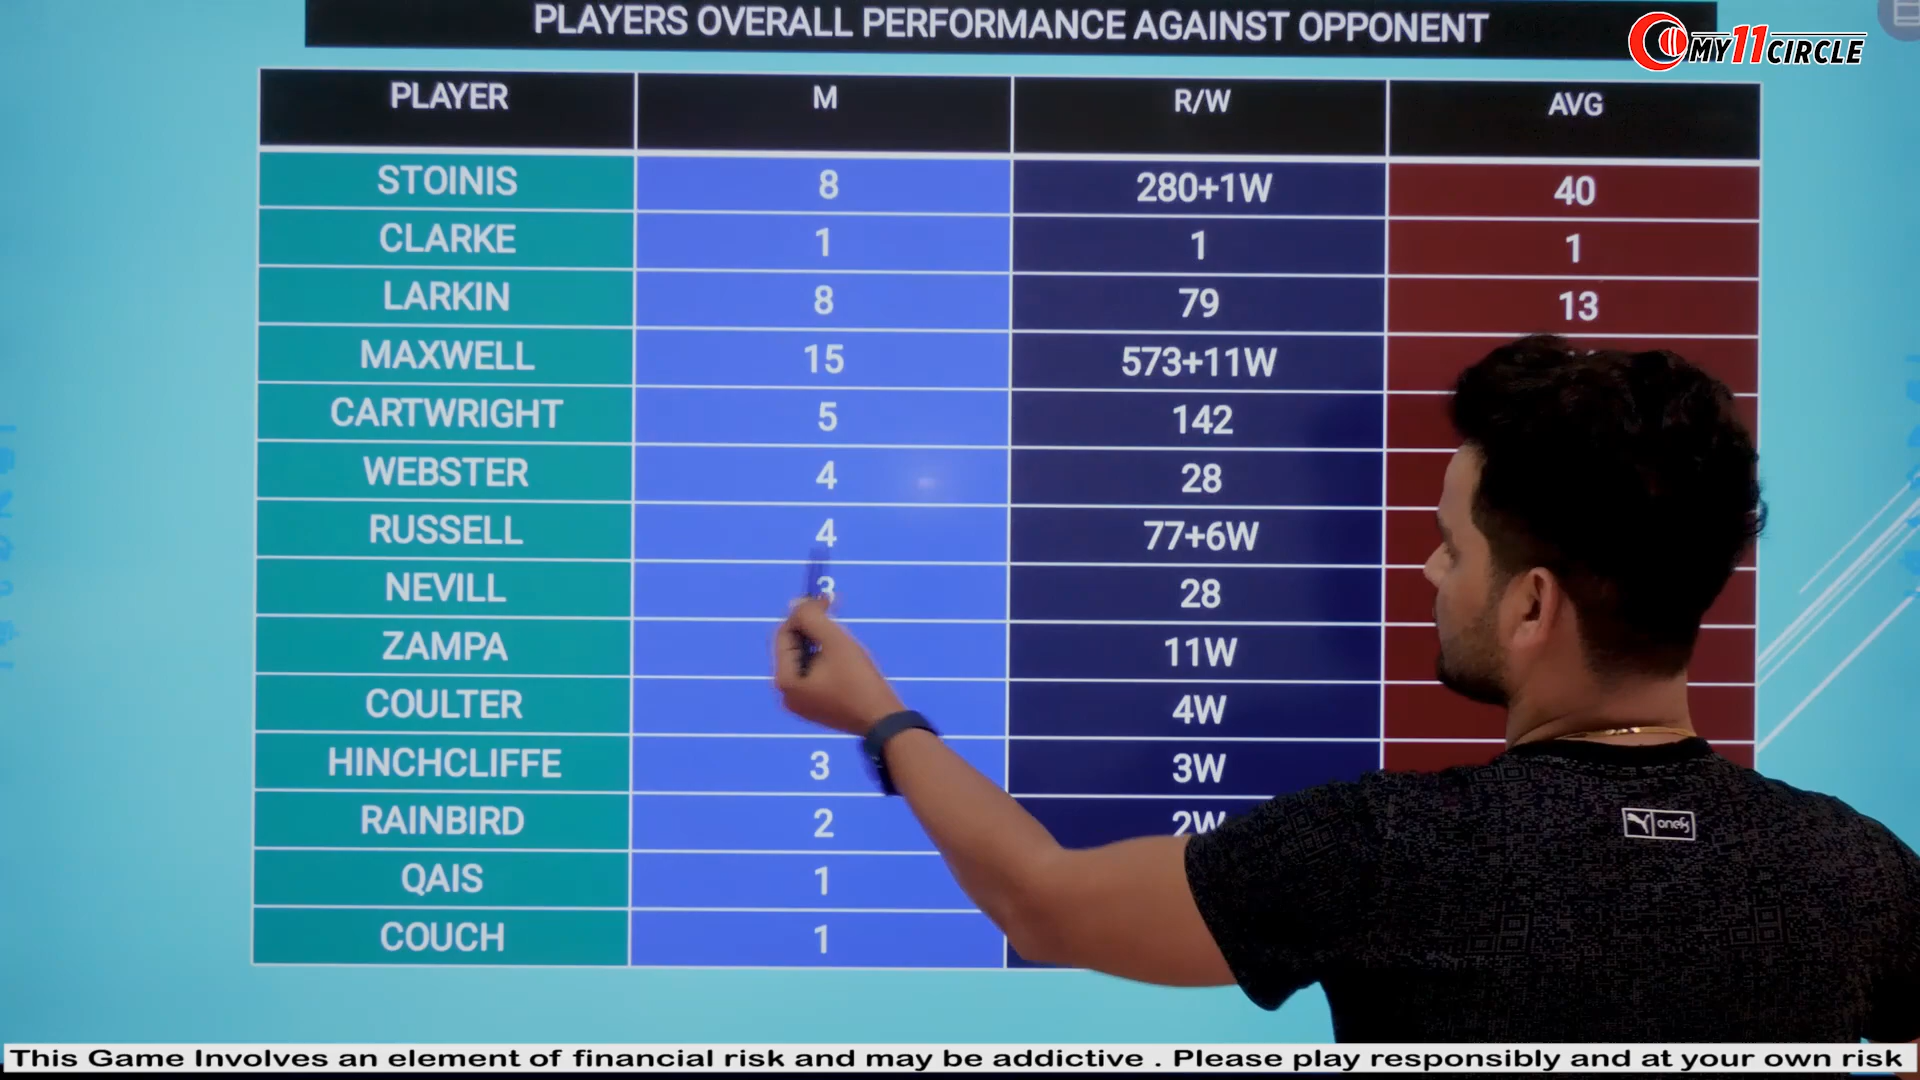 PLAYERS OVERALL PERFORMANCE AGAINST OPPONENT
MY11CIRCLE
PLAYER M R/W AVG
STOINIS 8 280+1W 40
CLARKE 1 1 1
LARKIN 8 79 13
MAXWELL 15 573+11W
CARTWRIGHT 5 142
WEBSTER 4 28
RUSSELL 4 77+6W
NEVILL 3 28
ZAMPA 11W
COULTER 4W
HINCHCLIFFE 3 3W
RAINBIRD 2 2W
QAIS 1
COUCH 1
one8
This Game Involves an element of financial risk and may be addictive . Please play responsibly and at your own risk